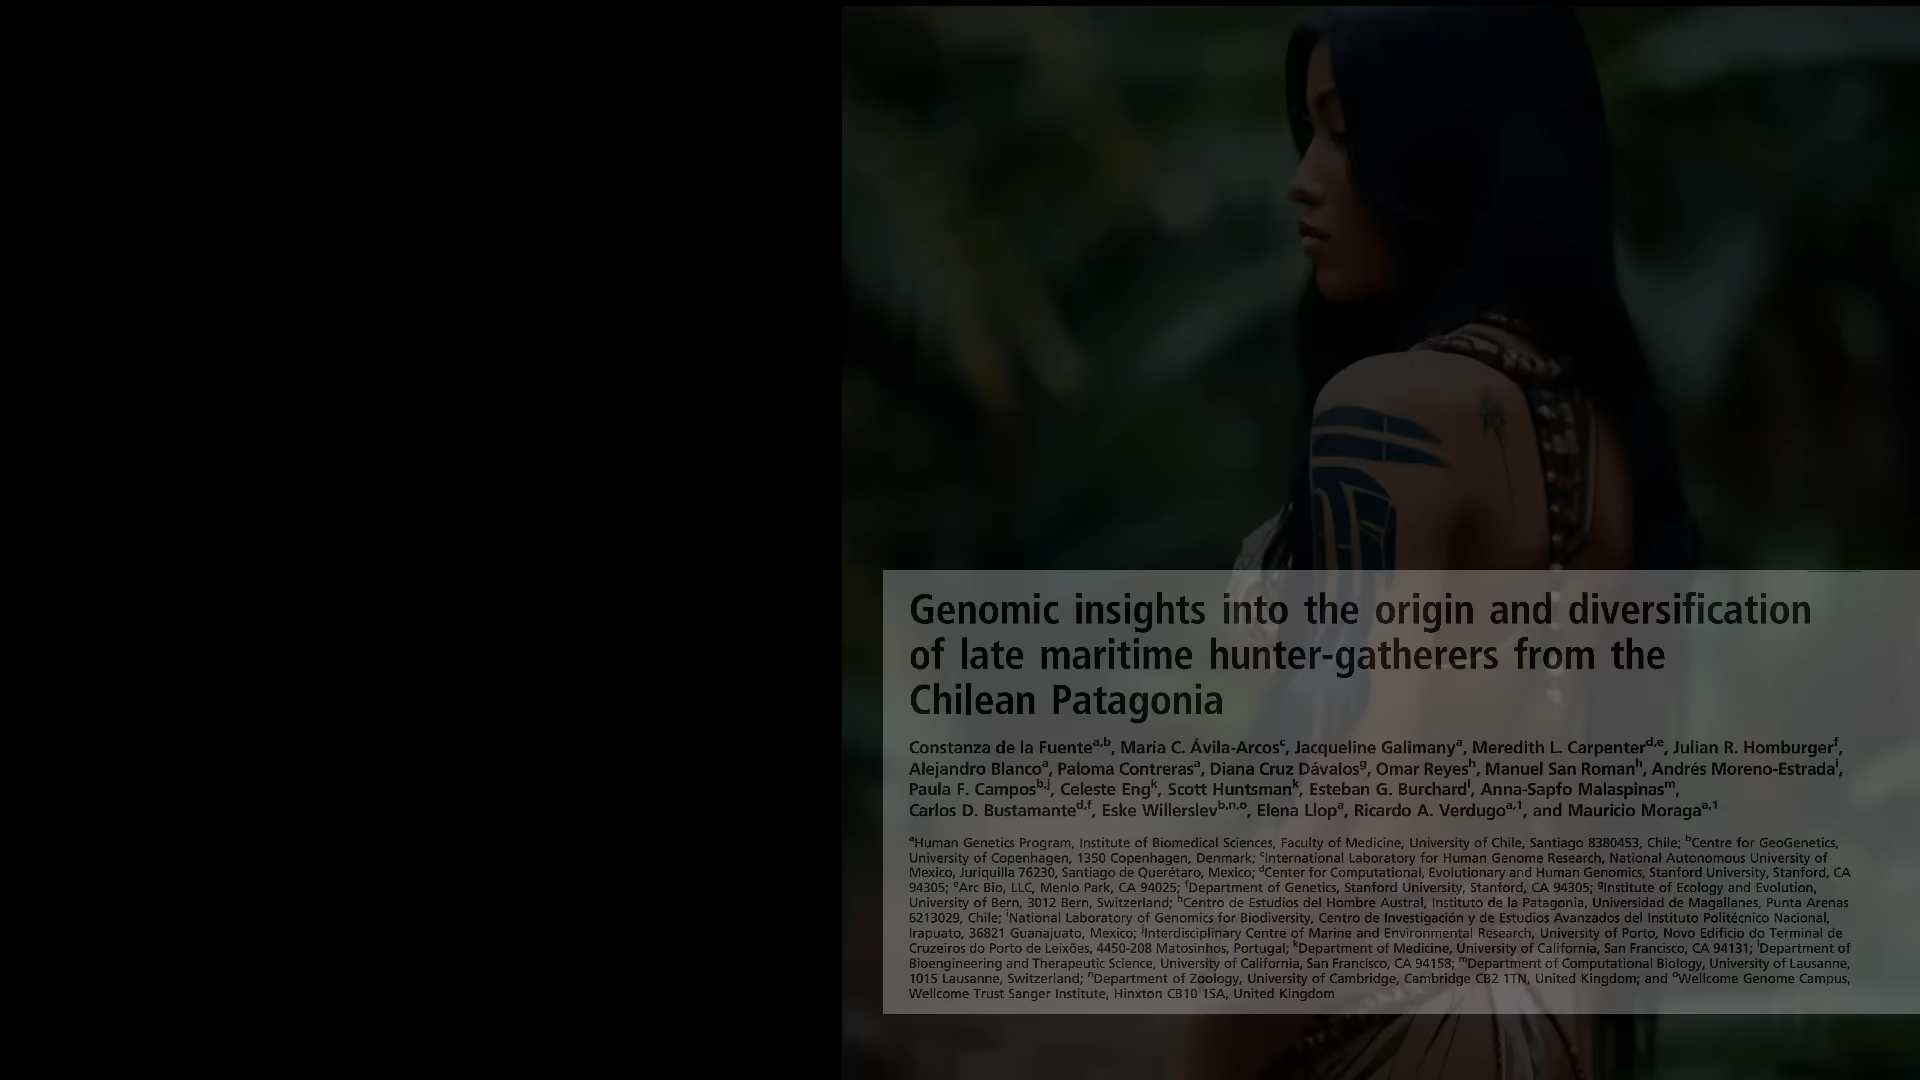 Genomic insights into the origin and diversification
of late maritime hunter-gatherers from the
Chilean Patagonia
Constanza de la Fuenteᵃ,ᵇ, María C. Ávila-Arcosᶜ, Jacqueline Galimanyᵃ, Meredith L. Carpenterᵈ,ᵉ, Julian R. Homburgerᶠ,
Alejandro Blancoᵃ, Paloma Contrerasᵃ, Diana Cruz Dávalosᵍ, Omar Reyesʰ, Manuel San Romanʰ, Andrés Moreno-Estradaⁱ,
Paula F. Camposᵇ,ʲ, Celeste Engᵏ, Scott Huntsmanᵏ, Esteban G. Burchardˡ, Anna-Sapfo Malaspinasᵐ,
Carlos D. Bustamanteᵈ,ᶠ, Eske Willerslevᵇ,ⁿ,ᵒ, Elena Llopᵃ, Ricardo A. Verdugoᵃ,¹, and Mauricio Moragaᵃ,¹
ᵃHuman Genetics Program, Institute of Biomedical Sciences, Faculty of Medicine, University of Chile, Santiago 8380453, Chile; ᵇCentre for GeoGenetics,
University of Copenhagen, 1350 Copenhagen, Denmark; ᶜInternational Laboratory for Human Genome Research, National Autonomous University of
Mexico, Juriquilla 76230, Santiago de Querétaro, Mexico; ᵈCenter for Computational, Evolutionary and Human Genomics, Stanford University, Stanford, CA
94305; ᵉArc Bio, LLC, Menlo Park, CA 94025; ᶠDepartment of Genetics, Stanford University, Stanford, CA 94305; ᵍInstitute of Ecology and Evolution,
University of Bern, 3012 Bern, Switzerland; ʰCentro de Estudios del Hombre Austral, Instituto de la Patagonia, Universidad de Magallanes, Punta Arenas
6213029, Chile; ⁱNational Laboratory of Genomics for Biodiversity, Centro de Investigación y de Estudios Avanzados del Instituto Politécnico Nacional,
Irapuato, 36821 Guanajuato, Mexico; ʲInterdisciplinary Centre of Marine and Environmental Research, University of Porto, Novo Edificio do Terminal de
Cruzeiros do Porto de Leixões, 4450-208 Matosinhos, Portugal; ᵏDepartment of Medicine, University of California, San Francisco, CA 94131; ˡDepartment of
Bioengineering and Therapeutic Science, University of California, San Francisco, CA 94158; ᵐDepartment of Computational Biology, University of Lausanne,
1015 Lausanne, Switzerland; ⁿDepartment of Zoology, University of Cambridge, Cambridge CB2 1TN, United Kingdom; and ᵒWellcome Genome Campus,
Wellcome Trust Sanger Institute, Hinxton CB10 1SA, United Kingdom